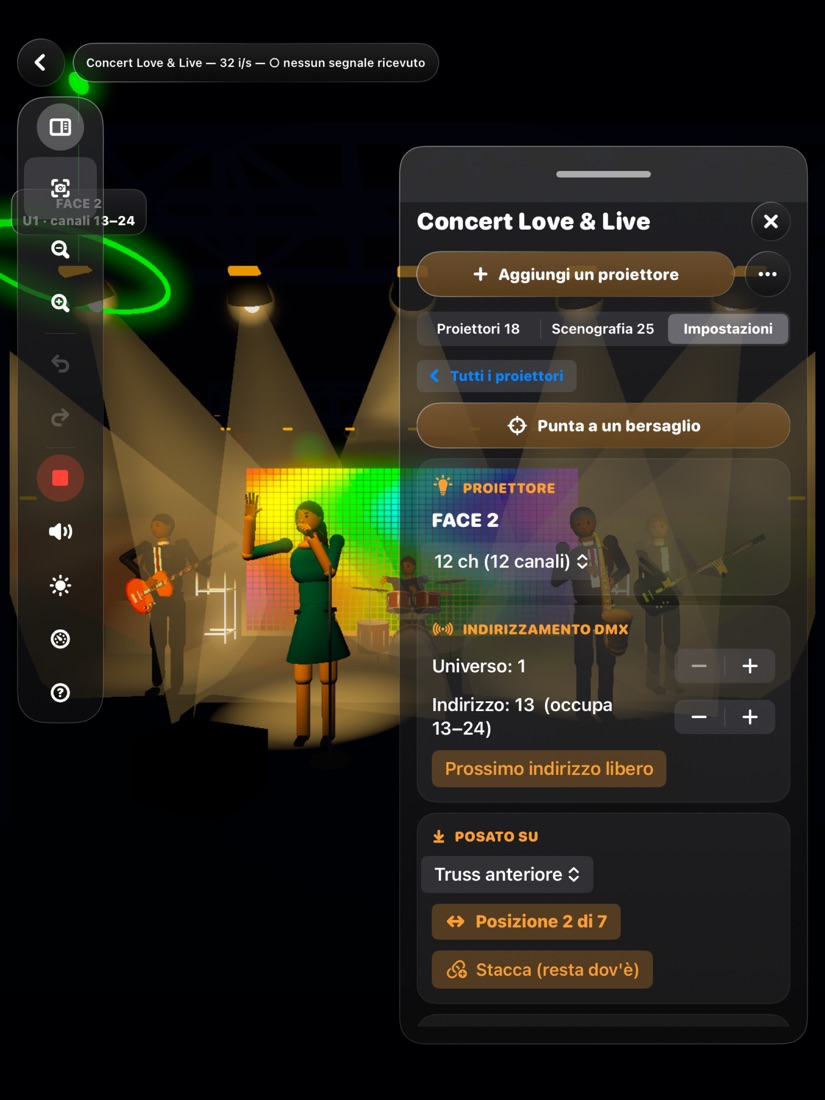 Concert Love & Live — 32 i/s — O nessun segnale ricevuto
FACE 2
U1 · canali 13–24
Concert Love & Live
+ Aggiungi un proiettore
Proiettori 18
Scenografia 25
Impostazioni
Tutti i proiettori
Punta a un bersaglio
PROIETTORE
FACE 2
12 ch (12 canali)
INDIRIZZAMENTO DMX
Universo: 1
Indirizzo: 13 (occupa
13–24)
Prossimo indirizzo libero
POSATO SU
Truss anteriore
Posizione 2 di 7
Stacca (resta dov'è)